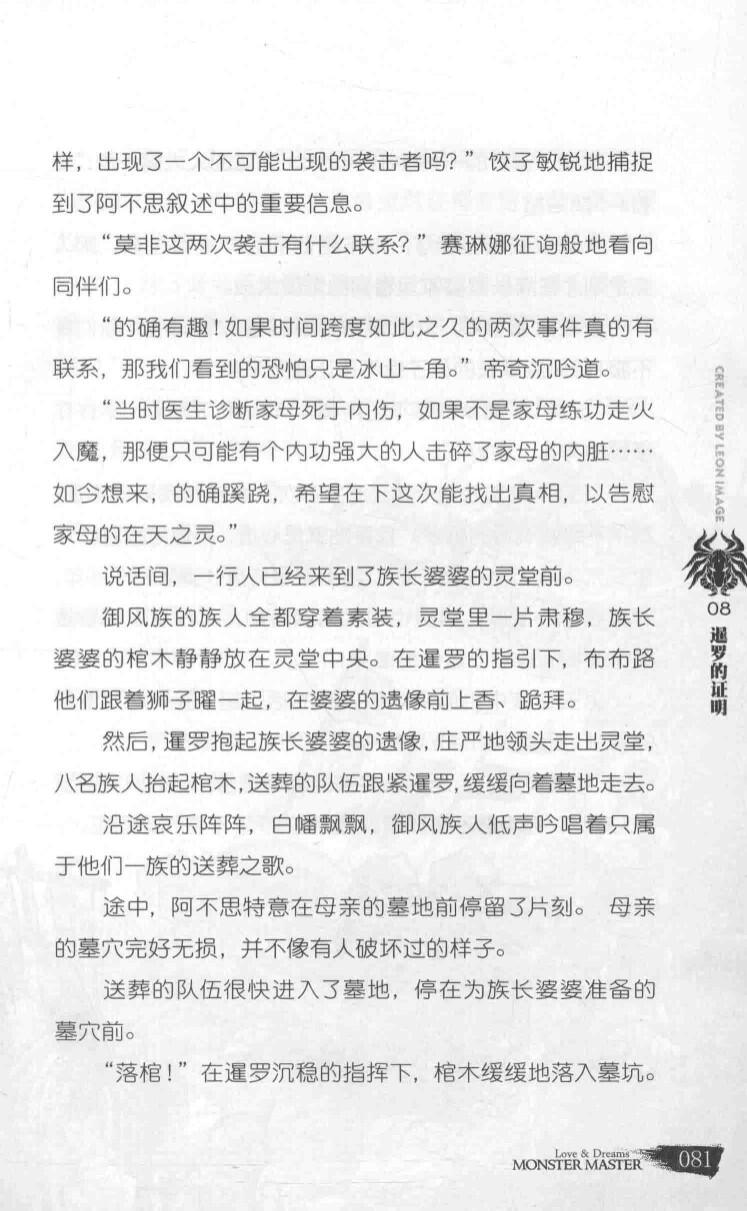 样，出现了一个不可能出现的袭击者吗？”饺子敏锐地捕捉
到了阿不思叙述中的重要信息。
“莫非这两次袭击有什么联系？”赛琳娜征询般地看向
同伴们。
“的确有趣！如果时间跨度如此之久的两次事件真的有
联系，那我们看到的恐怕只是冰山一角。”帝奇沉吟道。
“当时医生诊断家母死于内伤，如果不是家母练功走火
入魔，那便只可能有个内功强大的人击碎了家母的内脏……
如今想来，的确蹊跷，希望在下这次能找出真相，以告慰
家母的在天之灵。”
说话间，一行人已经来到了族长婆婆的灵堂前。
御风族的族人全都穿着素装，灵堂里一片肃穆，族长
婆婆的棺木静静放在灵堂中央。在暹罗的指引下，布布路
他们跟着狮子曜一起，在婆婆的遗像前上香、跪拜。
然后，暹罗抱起族长婆婆的遗像，庄严地领头走出灵堂，
八名族人抬起棺木，送葬的队伍跟紧暹罗，缓缓向着墓地走去。
沿途哀乐阵阵，白幡飘飘，御风族人低声吟唱着只属
于他们一族的送葬之歌。
途中，阿不思特意在母亲的墓地前停留了片刻。 母亲
的墓穴完好无损，并不像有人破坏过的样子。
送葬的队伍很快进入了墓地，停在为族长婆婆准备的
墓穴前。
“落棺！”在暹罗沉稳的指挥下，棺木缓缓地落入墓坑。
CREATED BY LEON IMAGE
08
暹罗的证明
Love & Dreams
MONSTER MASTER
081